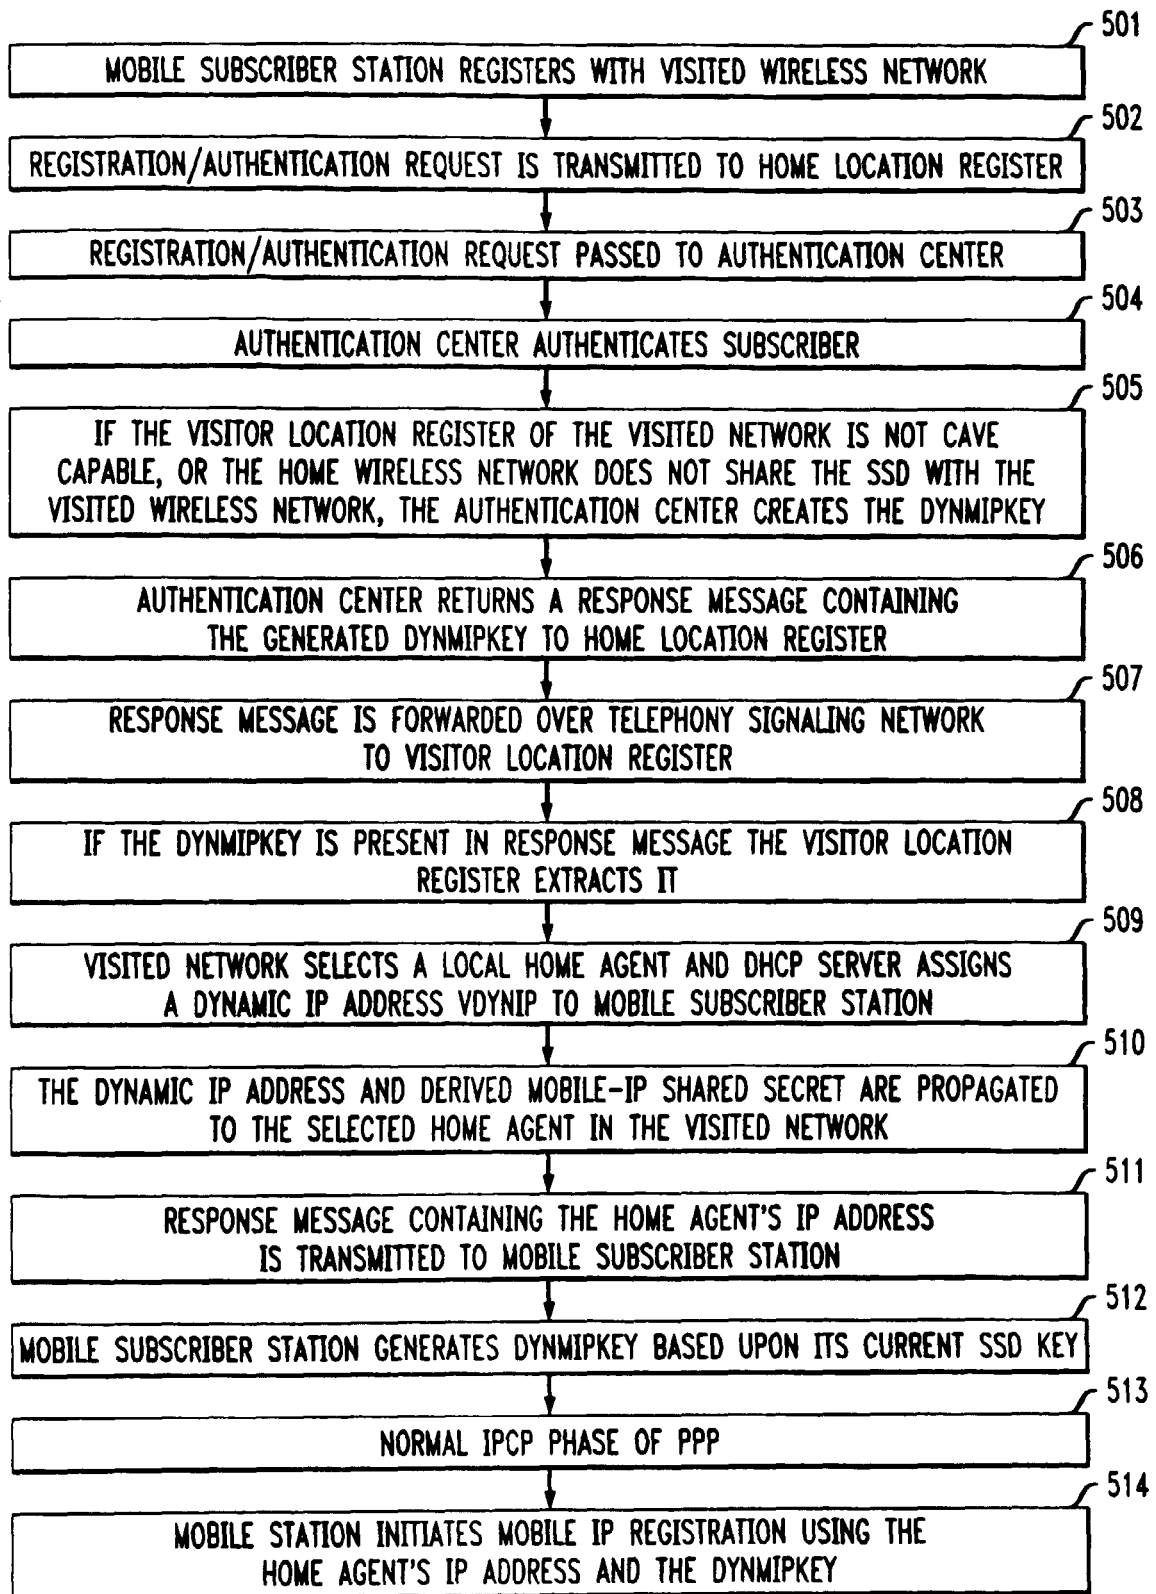 501
MOBILE SUBSCRIBER STATION REGISTERS WITH VISITED WIRELESS NETWORK
502
REGISTRATION/AUTHENTICATION REQUEST IS TRANSMITTED TO HOME LOCATION REGISTER
503
REGISTRATION/AUTHENTICATION REQUEST PASSED TO AUTHENTICATION CENTER
504
AUTHENTICATION CENTER AUTHENTICATES SUBSCRIBER
505
IF THE VISITOR LOCATION REGISTER OF THE VISITED NETWORK IS NOT CAVE
CAPABLE, OR THE HOME WIRELESS NETWORK DOES NOT SHARE THE SSD WITH THE
VISITED WIRELESS NETWORK, THE AUTHENTICATION CENTER CREATES THE DYNMIPKEY
506
AUTHENTICATION CENTER RETURNS A RESPONSE MESSAGE CONTAINING
THE GENERATED DYNMIPKEY TO HOME LOCATION REGISTER
507
RESPONSE MESSAGE IS FORWARDED OVER TELEPHONY SIGNALING NETWORK
TO VISITOR LOCATION REGISTER
508
IF THE DYNMIPKEY IS PRESENT IN RESPONSE MESSAGE THE VISITOR LOCATION
REGISTER EXTRACTS IT
509
VISITED NETWORK SELECTS A LOCAL HOME AGENT AND DHCP SERVER ASSIGNS
A DYNAMIC IP ADDRESS VDYNIP TO MOBILE SUBSCRIBER STATION
510
THE DYNAMIC IP ADDRESS AND DERIVED MOBILE-IP SHARED SECRET ARE PROPAGATED
TO THE SELECTED HOME AGENT IN THE VISITED NETWORK
511
RESPONSE MESSAGE CONTAINING THE HOME AGENT'S IP ADDRESS
IS TRANSMITTED TO MOBILE SUBSCRIBER STATION
512
MOBILE SUBSCRIBER STATION GENERATES DYNMIPKEY BASED UPON ITS CURRENT SSD KEY
513
NORMAL IPCP PHASE OF PPP
514
MOBILE STATION INITIATES MOBILE IP REGISTRATION USING THE
HOME AGENT'S IP ADDRESS AND THE DYNMIPKEY